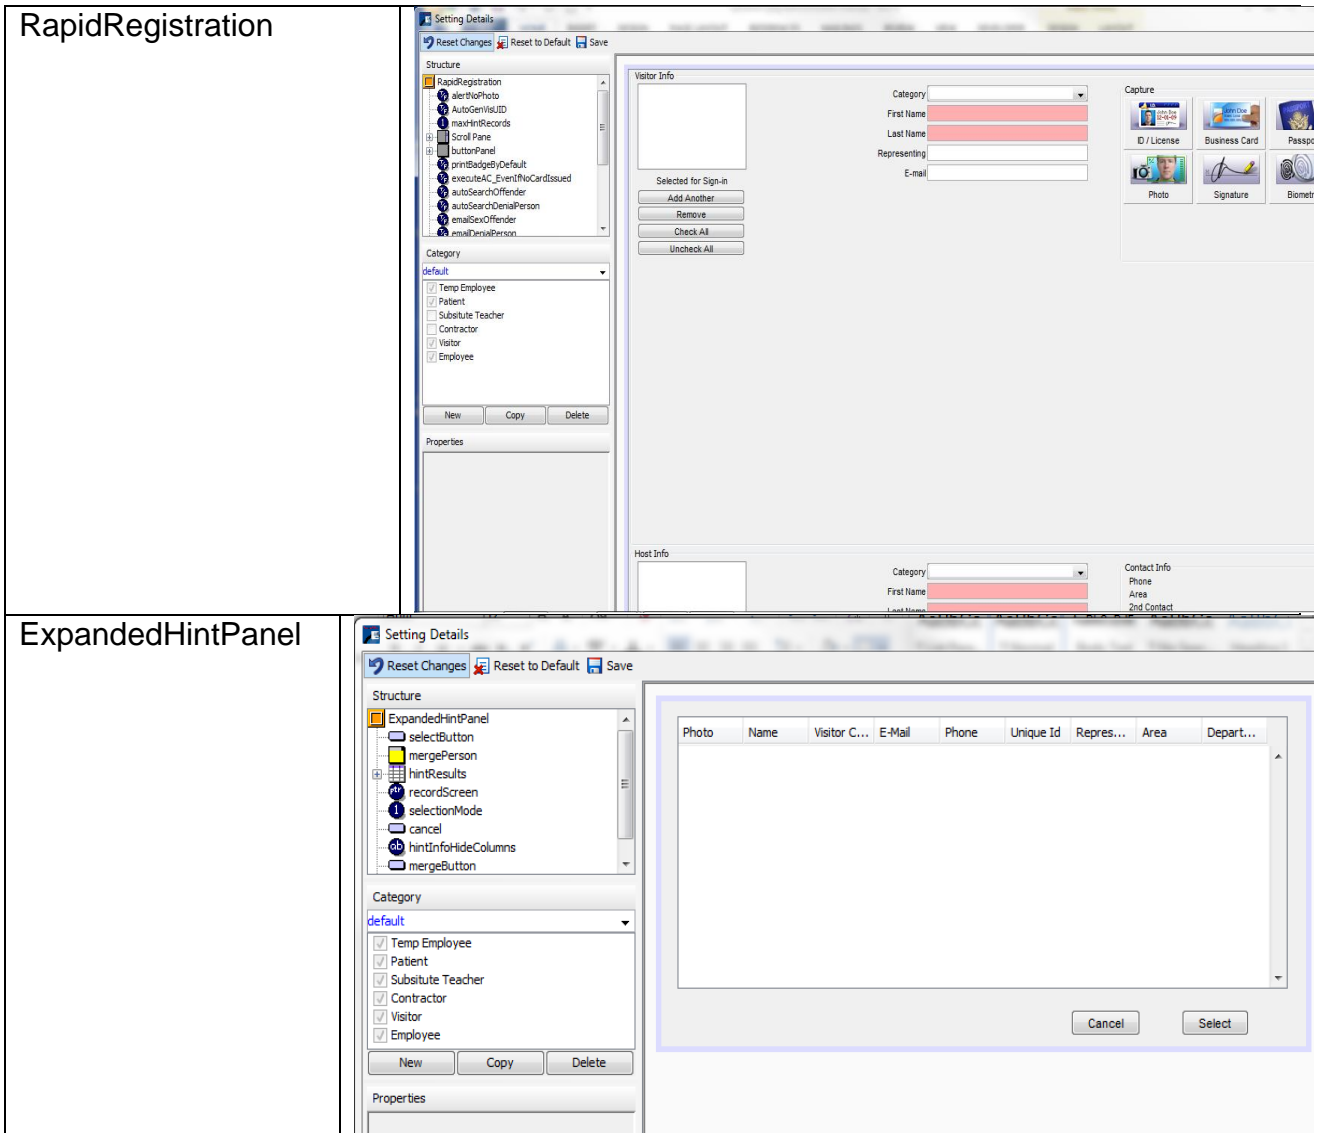 RapidRegistration
Setting Details
Reset Changes Reset to Default Save
Structure
RapidRegistration
alertNoPhoto
AutoGenVisUID
maxHintRecords
Scroll Pane
buttonPanel
printBadgeByDefault
executeAC_EvenIfNoCardIssued
autoSearchOffender
autoSearchDenialPerson
emailSexOffender
emailDenialPerson
Category
default
Temp Employee
Patient
Subsitute Teacher
Contractor
Visitor
Employee
New Copy Delete
Properties
Visitor Info
Selected for Sign-in
Add Another
Remove
Check All
Uncheck All
Category
First Name
Last Name
Representing
E-mail
Capture
ID / License Business Card Passpo
Photo Signature Biometr
Host Info
Category
First Name
Last Name
Contact Info
Phone
Area
2nd Contact
ExpandedHintPanel
Setting Details
Reset Changes Reset to Default Save
Structure
ExpandedHintPanel
selectButton
mergePerson
hintResults
recordScreen
selectionMode
cancel
hintInfoHideColumns
mergeButton
Category
default
Temp Employee
Patient
Subsitute Teacher
Contractor
Visitor
Employee
New Copy Delete
Properties
Photo Name Visitor C... E-Mail Phone Unique Id Repres... Area Depart...
Cancel Select